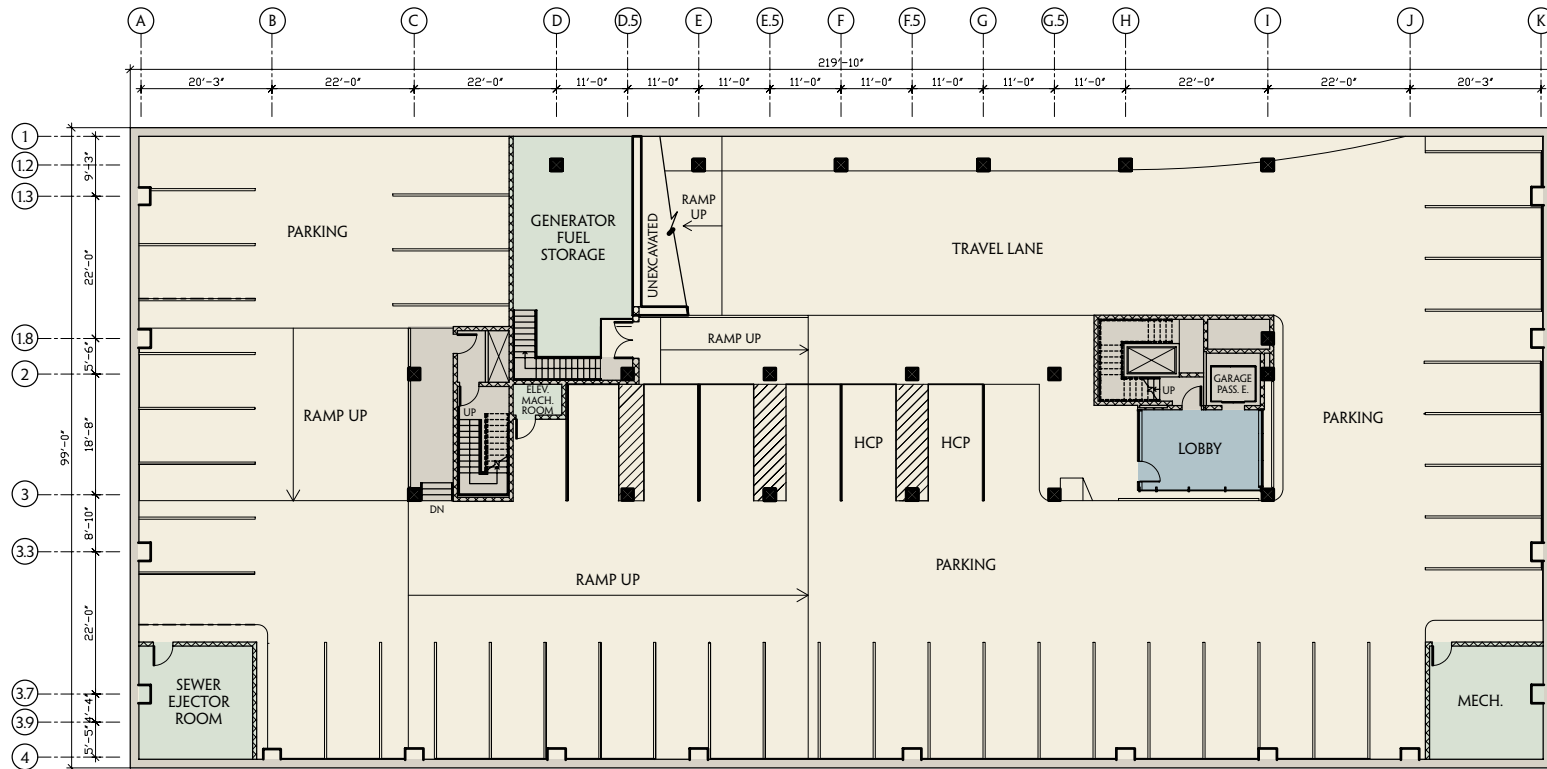 A B C D D.5 E E.5 F F.5 G G.5 H I J K
219'-10"
20'-3" 22'-0" 22'-0" 11'-0" 11'-0" 11'-0" 11'-0" 11'-0" 11'-0" 11'-0" 11'-0" 22'-0" 22'-0" 20'-3"
1
1.2
9'-3"
1.3
22'-0"
1.8
5'-6"
2
18'-8"
99'-0"
3
8'-10"
3.3
22'-0"
3.7
4'-4"
3.9
5'-5"
4
PARKING
GENERATOR
FUEL
STORAGE
UNEXCAVATED
RAMP
UP
TRAVEL LANE
RAMP UP
RAMP UP
UP
ELEV.
MACH.
ROOM
DN
HCP
HCP
UP
GARAGE
PASS. E.
LOBBY
PARKING
RAMP UP
PARKING
SEWER
EJECTOR
ROOM
MECH.